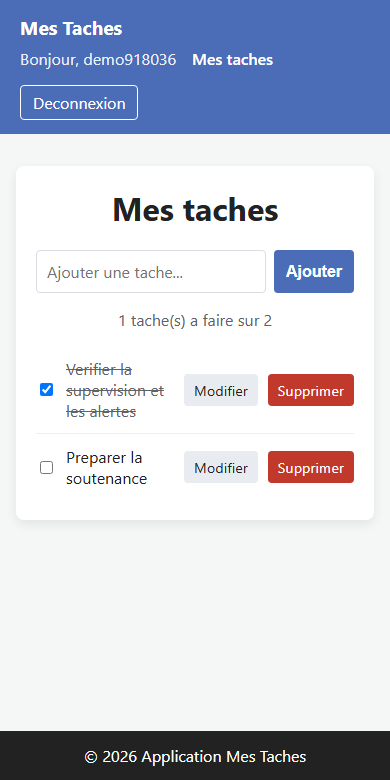 Mes Taches
Bonjour, demo918036 Mes taches
Deconnexion
Mes taches
Ajouter une tache... Ajouter
1 tache(s) a faire sur 2
Verifier la
supervision et
les alertes
Modifier Supprimer
Preparer la
soutenance
Modifier Supprimer
© 2026 Application Mes Taches